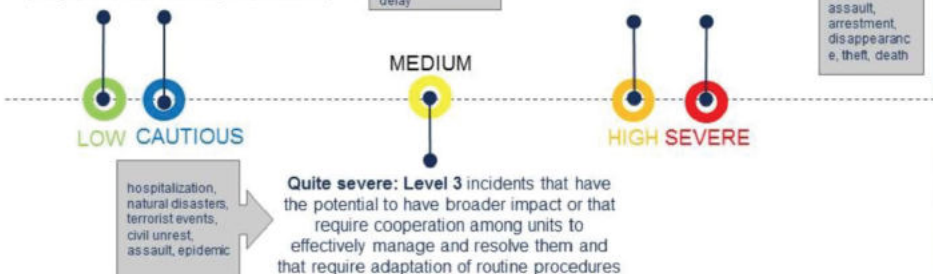 delay
assault,
arrestment,
disappearanc
e, theft, death
MEDIUM
LOW CAUTIOUS
HIGH SEVERE
hospitalization,
natural disasters,
terrorist events,
civil unrest,
assault, epidemic
Quite severe: Level 3 incidents that have
the potential to have broader impact or that
require cooperation among units to
effectively manage and resolve them and
that require adaptation of routine procedures